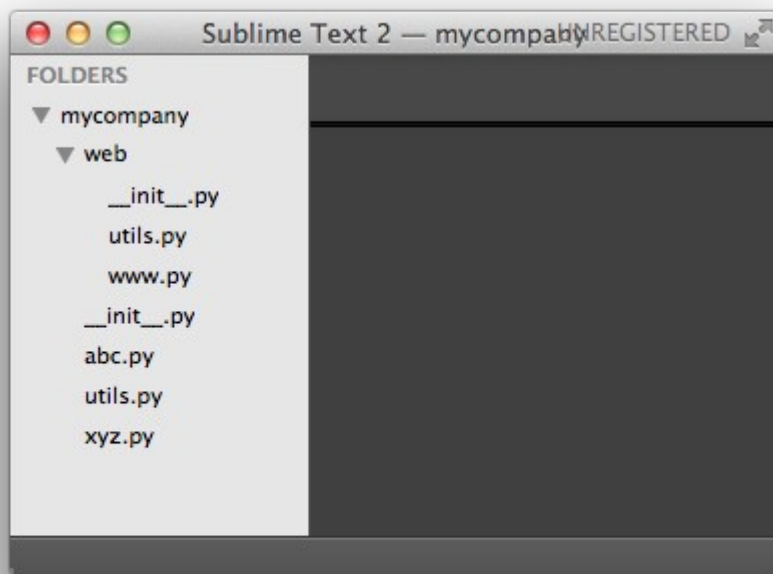 Sublime Text 2 — mycompany
UNREGISTERED
FOLDERS
mycompany
web
__init__.py
utils.py
www.py
__init__.py
abc.py
utils.py
xyz.py